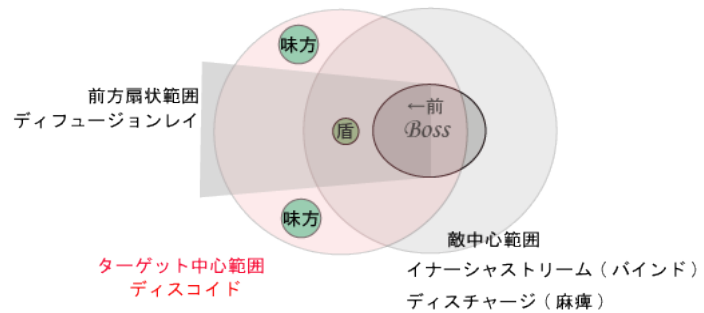 味方
前方扇状範囲
ディフュージョンレイ
←前
Boss
盾
味方
敵中心範囲
イナーシャストリーム(バインド)
ディスチャージ(麻痺)
ターゲット中心範囲
ディスコイド